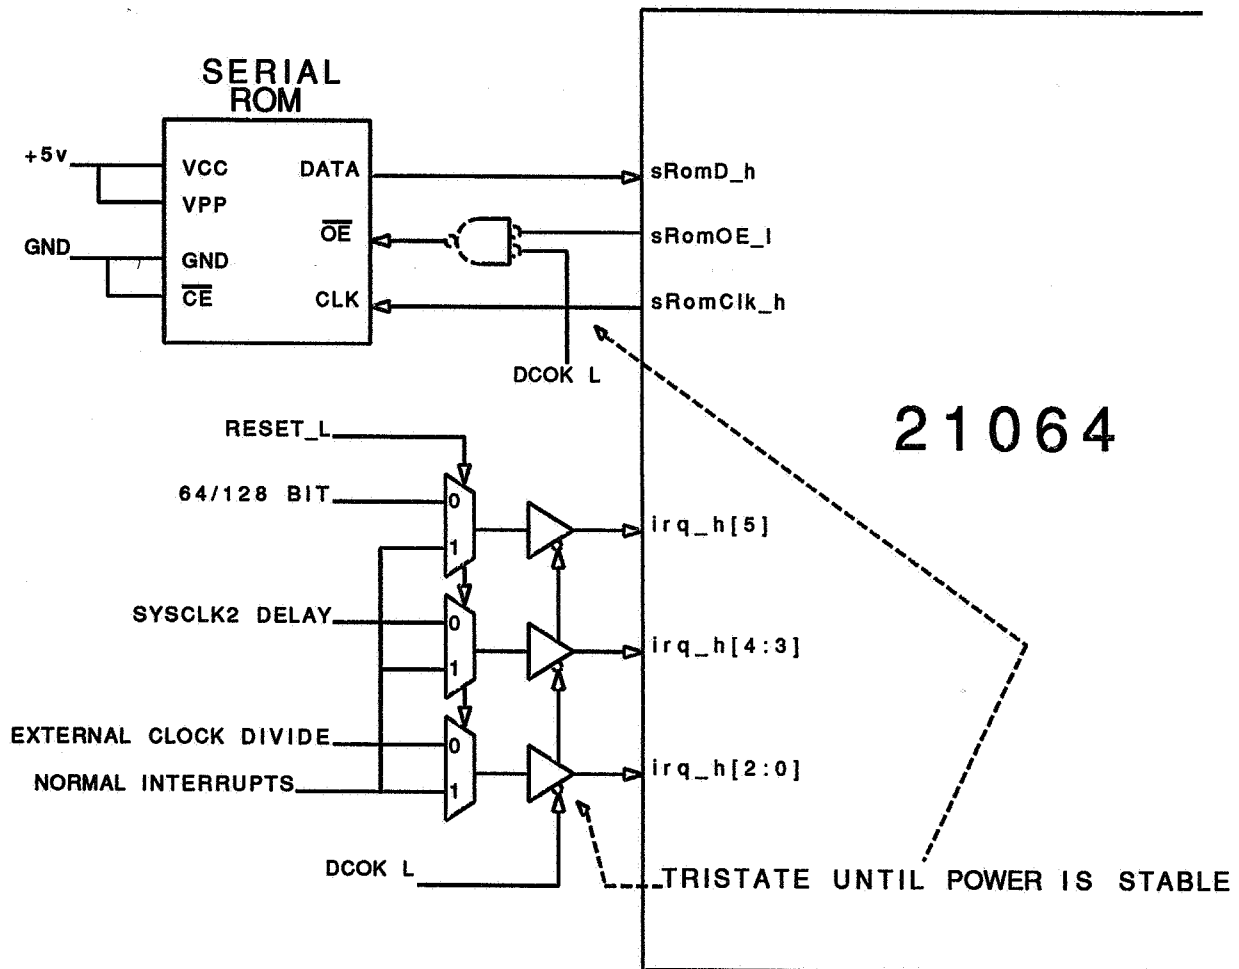 SERIAL
ROM
+5v
VCC
DATA
sRomD_h
VPP
OE
sRomOE_l
GND
GND
CE
CLK
sRomClk_h
DCOK L
21064
RESET_L
64/128 BIT
0
1
irq_h[5]
SYSCLK2 DELAY
0
1
irq_h[4:3]
EXTERNAL CLOCK DIVIDE
0
NORMAL INTERRUPTS
1
irq_h[2:0]
DCOK L
TRISTATE UNTIL POWER IS STABLE